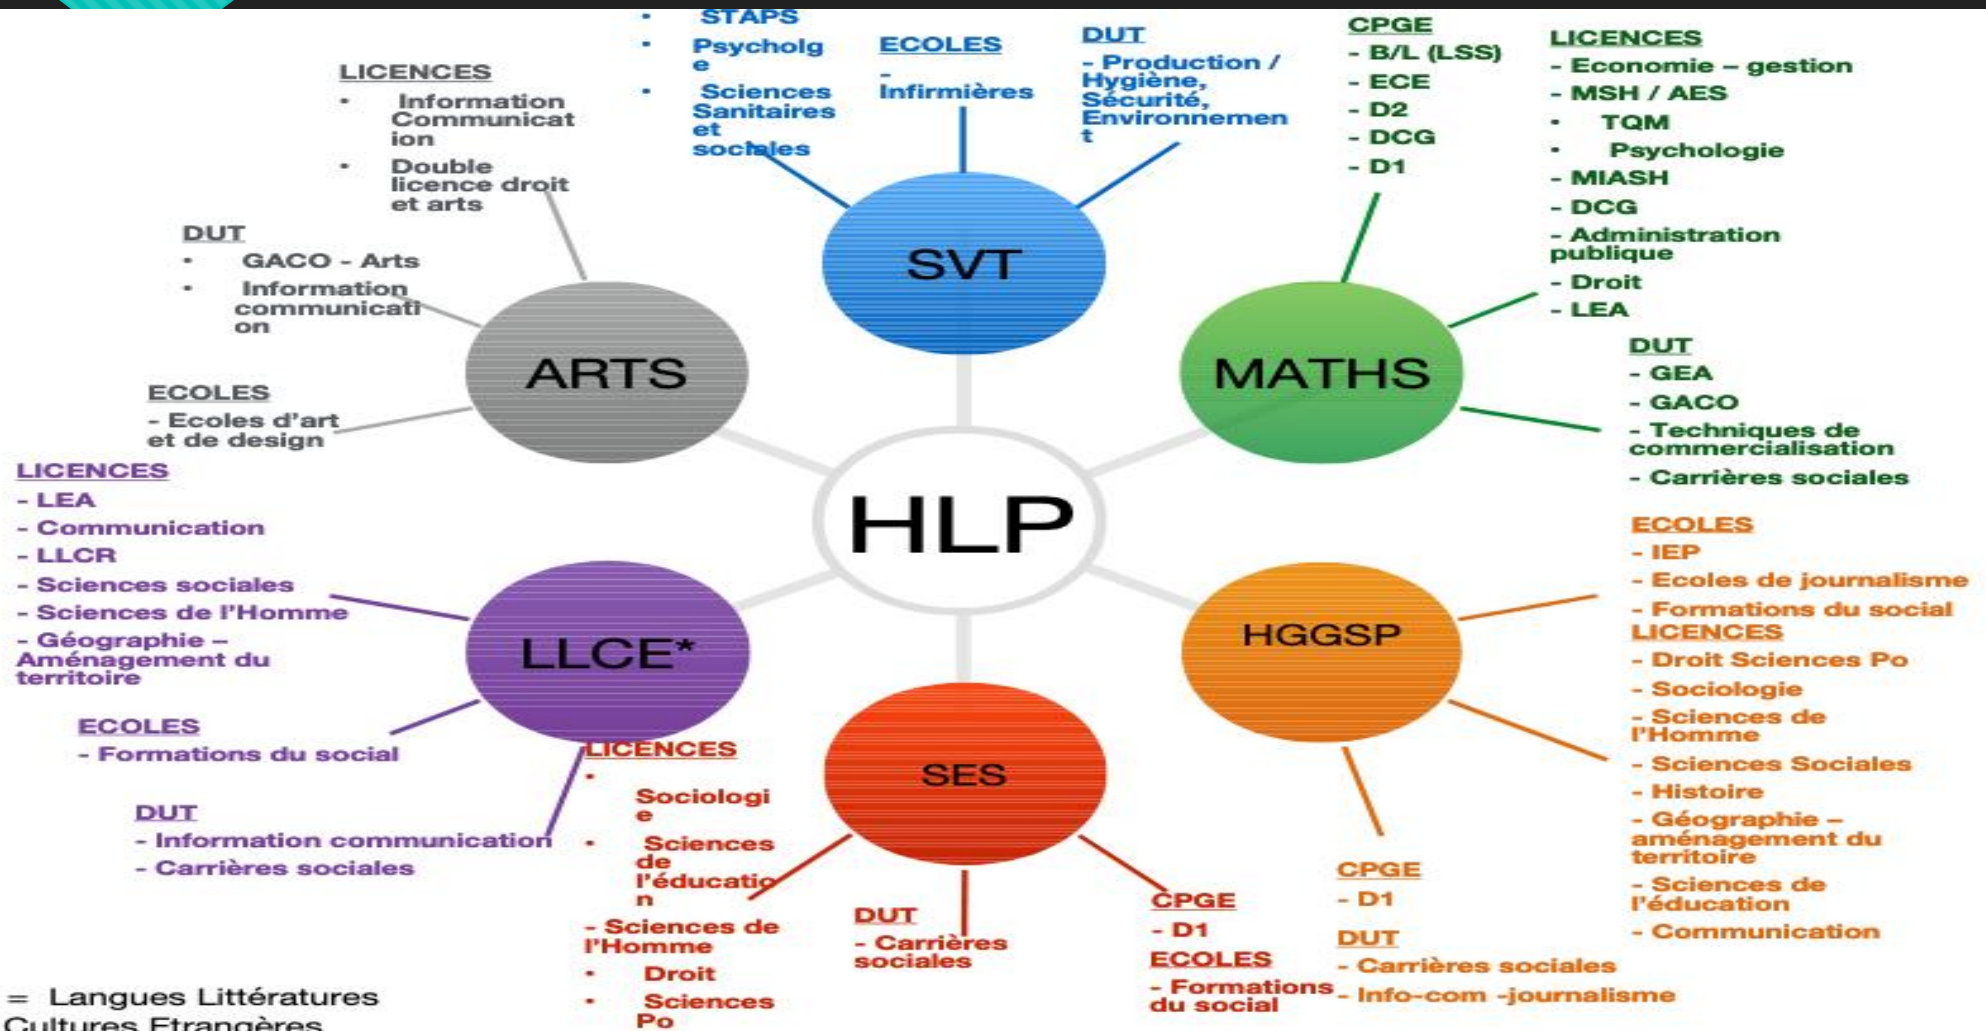 STAPS
Psycholg
e
Sciences
Sanitaires
et
sociales
ECOLES
-
Infirmières
DUT
- Production /
Hygiène,
Sécurité,
Environnemen
t
CPGE
- B/L (LSS)
- ECE
- D2
- DCG
- D1
LICENCES
- Economie – gestion
- MSH / AES
• TQM
• Psychologie
- MIASH
- DCG
- Administration
publique
- Droit
- LEA
LICENCES
• Information
Communicat
ion
• Double
licence droit
et arts
DUT
• GACO - Arts
• Information
communicati
on
ECOLES
- Ecoles d'art
et de design
SVT
ARTS
MATHS
DUT
- GEA
- GACO
- Techniques de
commercialisation
- Carrières sociales
HLP
LICENCES
- LEA
- Communication
- LLCR
- Sciences sociales
- Sciences de l'Homme
- Géographie –
Aménagement du
territoire
ECOLES
- Formations du social
DUT
- Information communication
- Carrières sociales
LLCE*
HGGSP
ECOLES
- IEP
- Ecoles de journalisme
- Formations du social
LICENCES
- Droit Sciences Po
- Sociologie
- Sciences de
l'Homme
- Sciences Sociales
- Histoire
- Géographie –
aménagement du
territoire
- Sciences de
l'éducation
- Communication
SES
LICENCES
•
Sociologi
e
• Sciences
de
l'éducatio
n
- Sciences de
l'Homme
• Droit
• Sciences
Po
DUT
- Carrières
sociales
CPGE
- D1
ECOLES
- Formations
du social
CPGE
- D1
DUT
- Carrières sociales
- Info-com -journalisme
= Langues Littératures
Cultures Etrangères